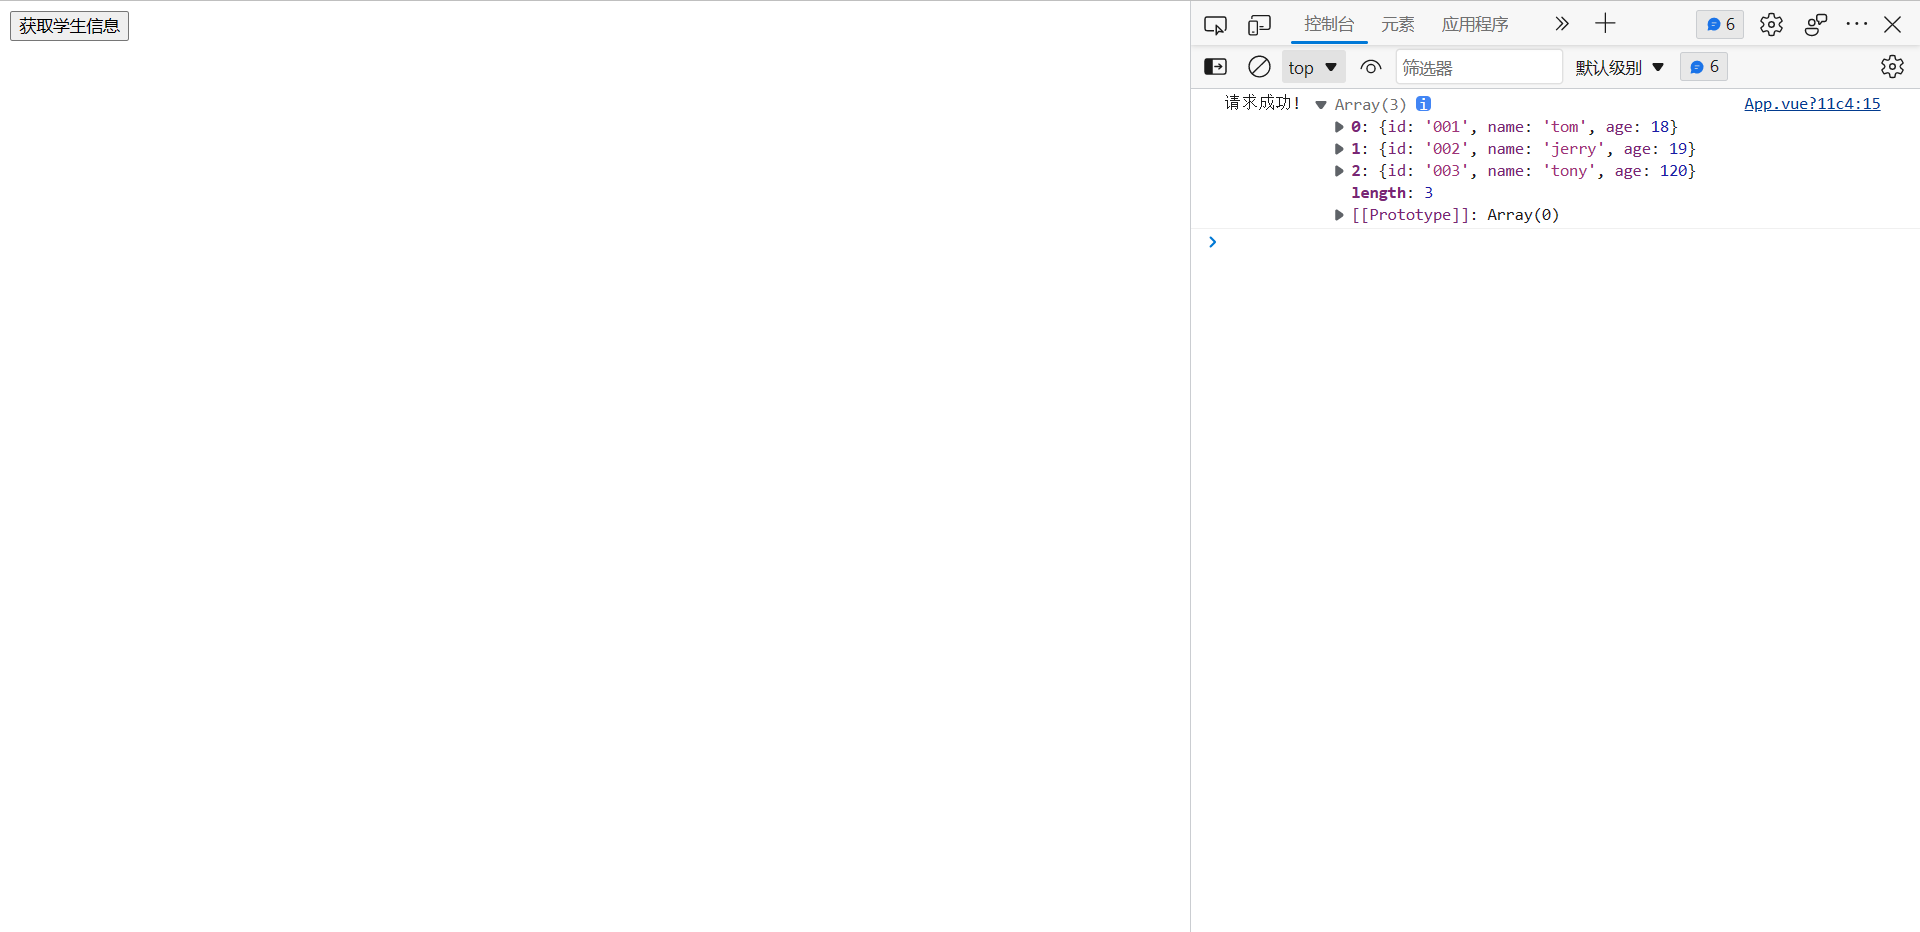 获取学生信息
控制台 元素 应用程序 6
top 筛选器 默认级别 6
请求成功! Array(3) i App.vue?11c4:15
0: {id: '001', name: 'tom', age: 18}
1: {id: '002', name: 'jerry', age: 19}
2: {id: '003', name: 'tony', age: 120}
length: 3
[[Prototype]]: Array(0)